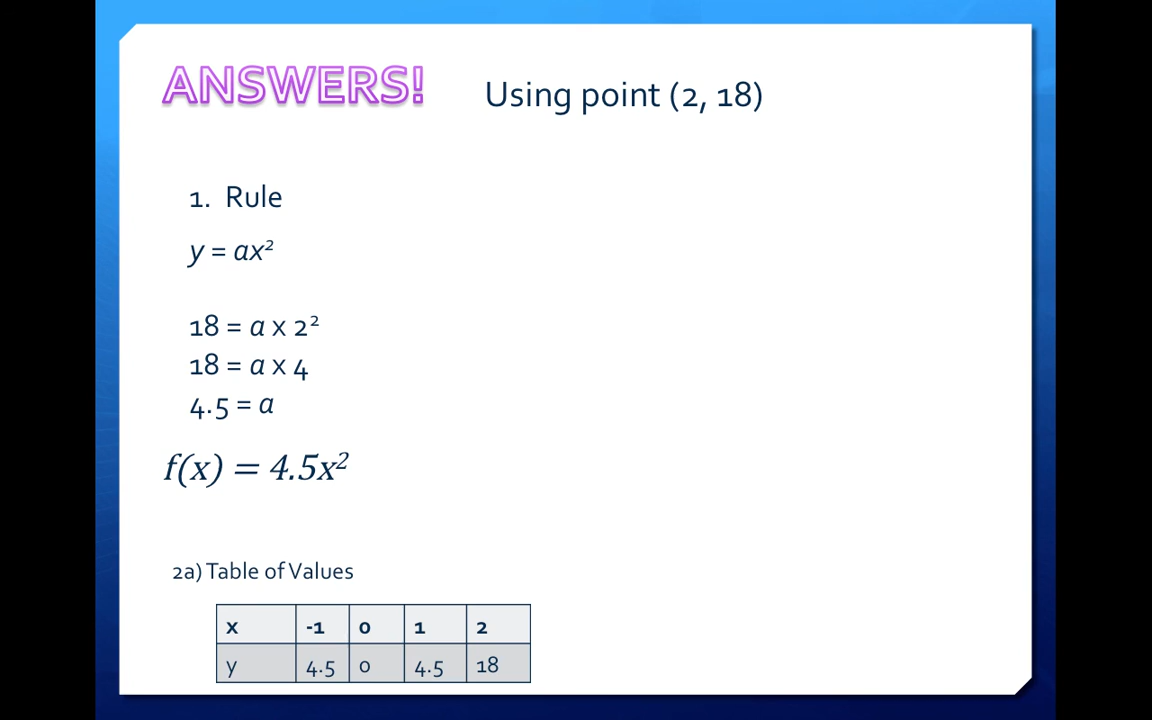 ANSWERS!
Using point (2, 18)
1. Rule
y = ax²
18 = a x 2²
18 = a x 4
4.5 = a
f(x) = 4.5x²
2a) Table of Values
x -1 0 1 2
y 4.5 0 4.5 18